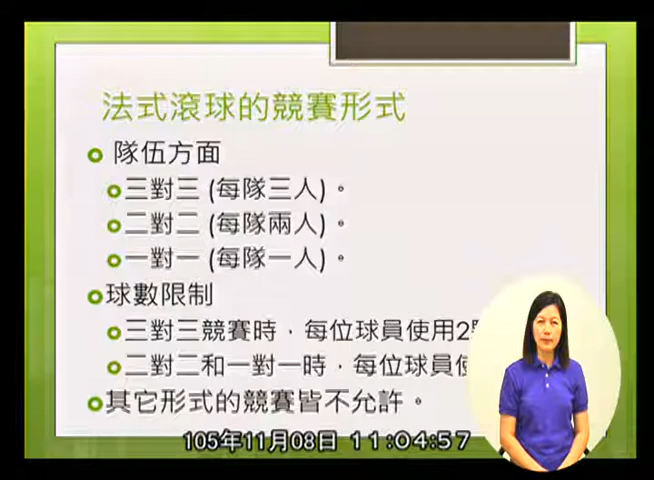 法式滾球的競賽形式
隊伍方面
三對三 (每隊三人)。
二對二 (每隊兩人)。
一對一 (每隊一人)。
球數限制
三對三競賽時，每位球員使用2
二對二和一對一時，每位球員使
其它形式的競賽皆不允許。
105年11月08日 11:04:57